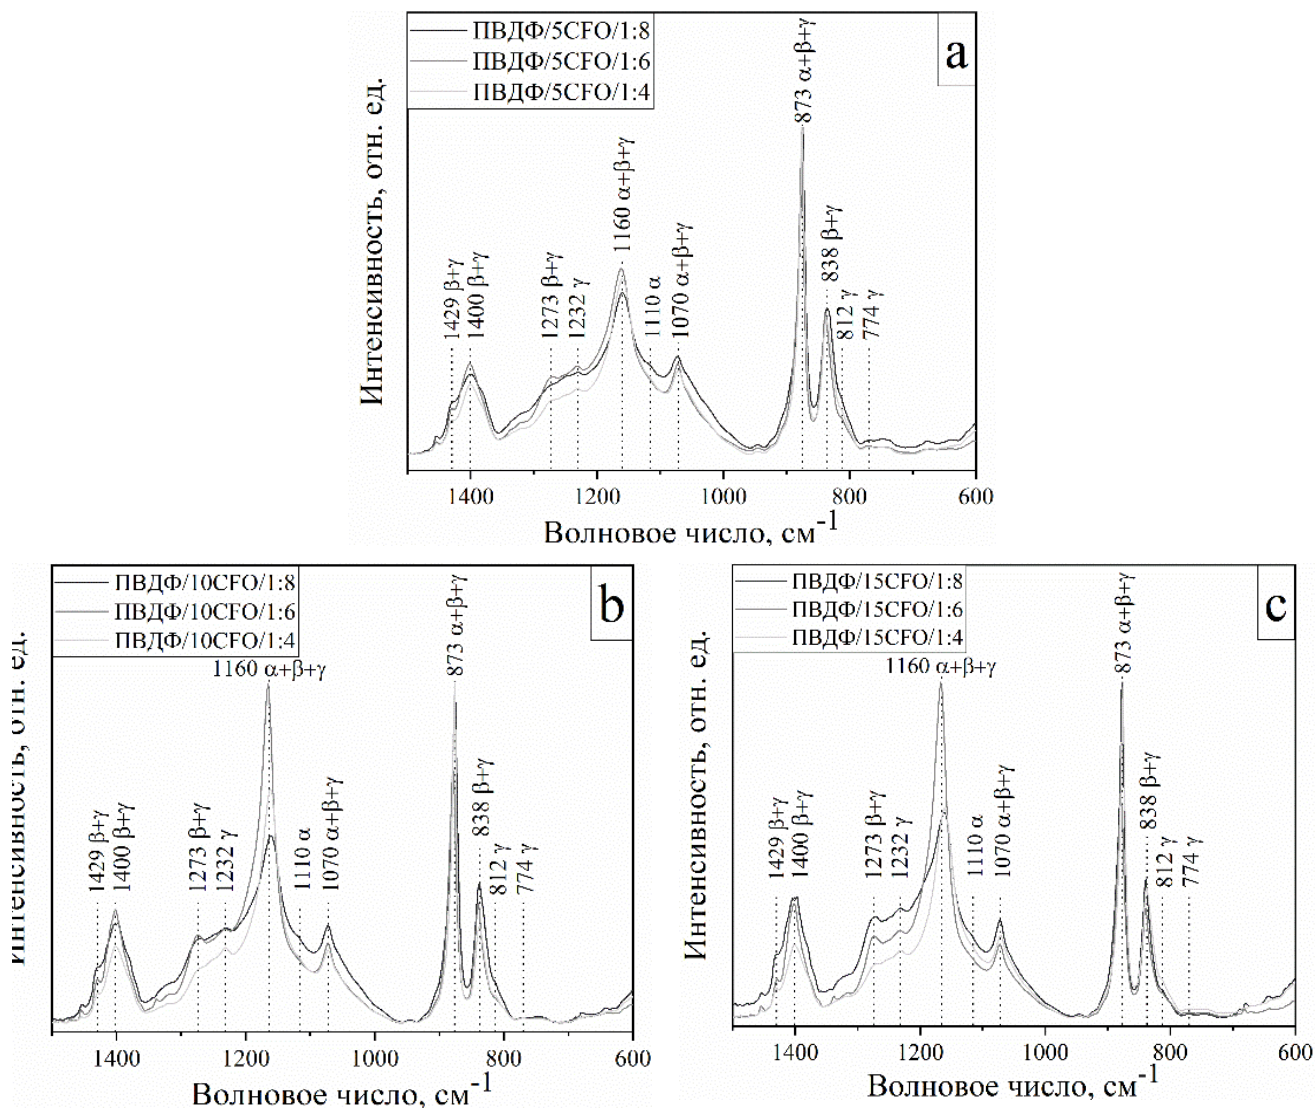 ПВДФ/5CFO/1:8
ПВДФ/5CFO/1:6
ПВДФ/5CFO/1:4
a
Интенсивность, отн. ед.
1429 β+γ
1400 β+γ
1273 β+γ
1232 γ
1160 α+β+γ
1110 α
1070 α+β+γ
873 α+β+γ
838 β+γ
812 γ
774 γ
1400 1200 1000 800 600
Волновое число, см-1
ПВДФ/10CFO/1:8
ПВДФ/10CFO/1:6
ПВДФ/10CFO/1:4
b
Интенсивность, отн. ед.
1429 β+γ
1400 β+γ
1273 β+γ
1232 γ
1160 α+β+γ
1110 α
1070 α+β+γ
873 α+β+γ
838 β+γ
812 γ
774 γ
1400 1200 1000 800 600
Волновое число, см-1
ПВДФ/15CFO/1:8
ПВДФ/15CFO/1:6
ПВДФ/15CFO/1:4
c
Интенсивность, отн. ед.
1429 β+γ
1400 β+γ
1273 β+γ
1232 γ
1160 α+β+γ
1110 α
1070 α+β+γ
873 α+β+γ
838 β+γ
812 γ
774 γ
1400 1200 1000 800 600
Волновое число, см-1